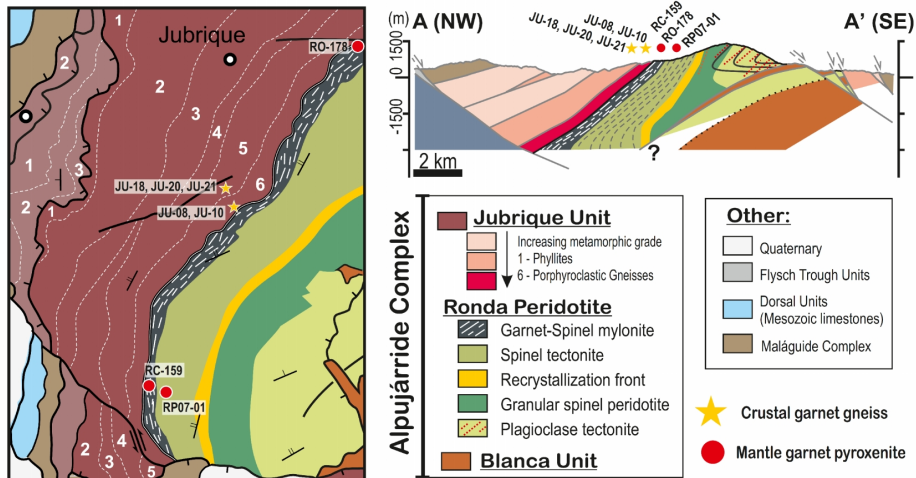 Jubrique
RO-178
1
2
2
3
4
5
6
1
3
2
1
JU-18, JU-20, JU-21
JU-08, JU-10
RC-159
RP07-01
2
3
4
5
(m) A (NW)
A' (SE)
JU-18, JU-20, JU-21
JU-08, JU-10
RC-159
RO-178
RP07-01
1500
0
-1500
?
2 km
Apujárride Complex
Jubrique Unit
Increasing metamorphic grade
1 - Phyllites
6 - Porphyroclastic Gneisses
Ronda Peridotite
Garnet-Spinel mylonite
Spinel tectonite
Recrystallization front
Granular spinel peridotite
Plagioclase tectonite
Blanca Unit
Other:
Quaternary
Flysch Trough Units
Dorsal Units
(Mesozoic limestones)
Maláguide Complex
Crustal garnet gneiss
Mantle garnet pyroxenite